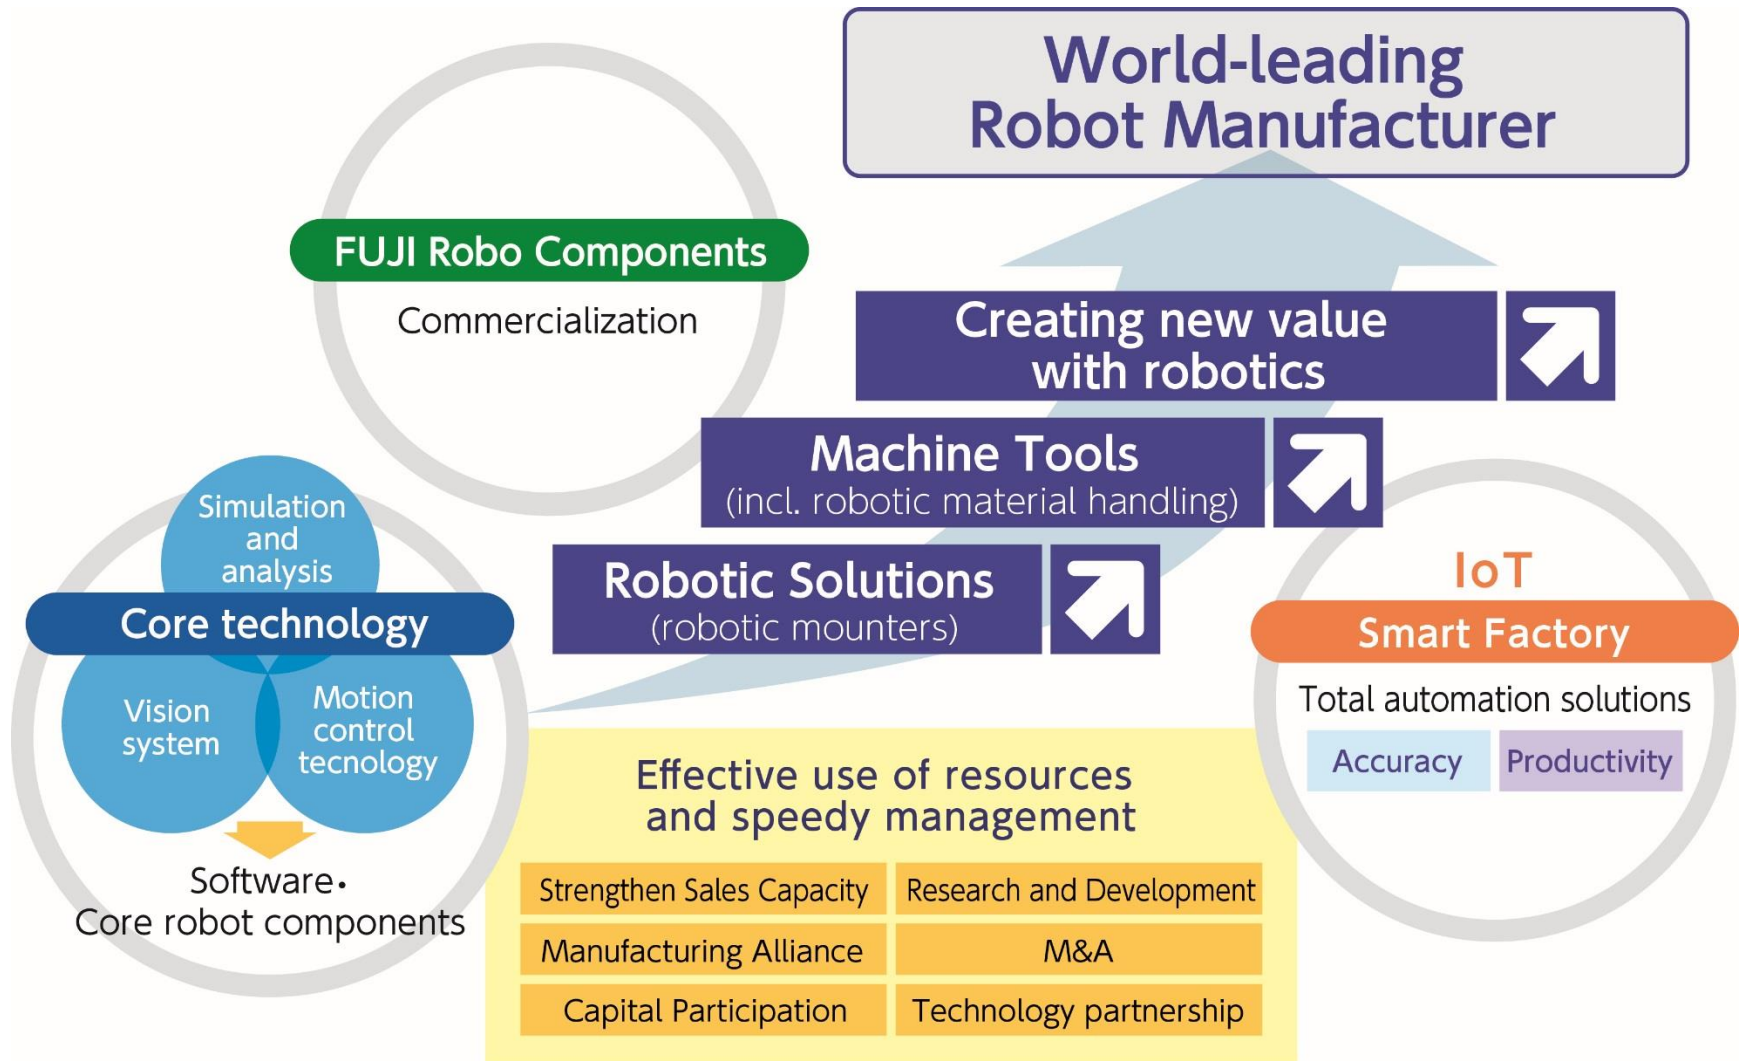 World-leading
Robot Manufacturer
FUJI Robo Components
Commercialization
Creating new value
with robotics
Machine Tools
(incl. robotic material handling)
Robotic Solutions
(robotic mounters)
Simulation
and
analysis
Core technology
Vision
system
Motion
control
tecnology
Software・
Core robot components
IoT
Smart Factory
Total automation solutions
Accuracy
Productivity
Effective use of resources
and speedy management
Strengthen Sales Capacity
Research and Development
Manufacturing Alliance
M&A
Capital Participation
Technology partnership